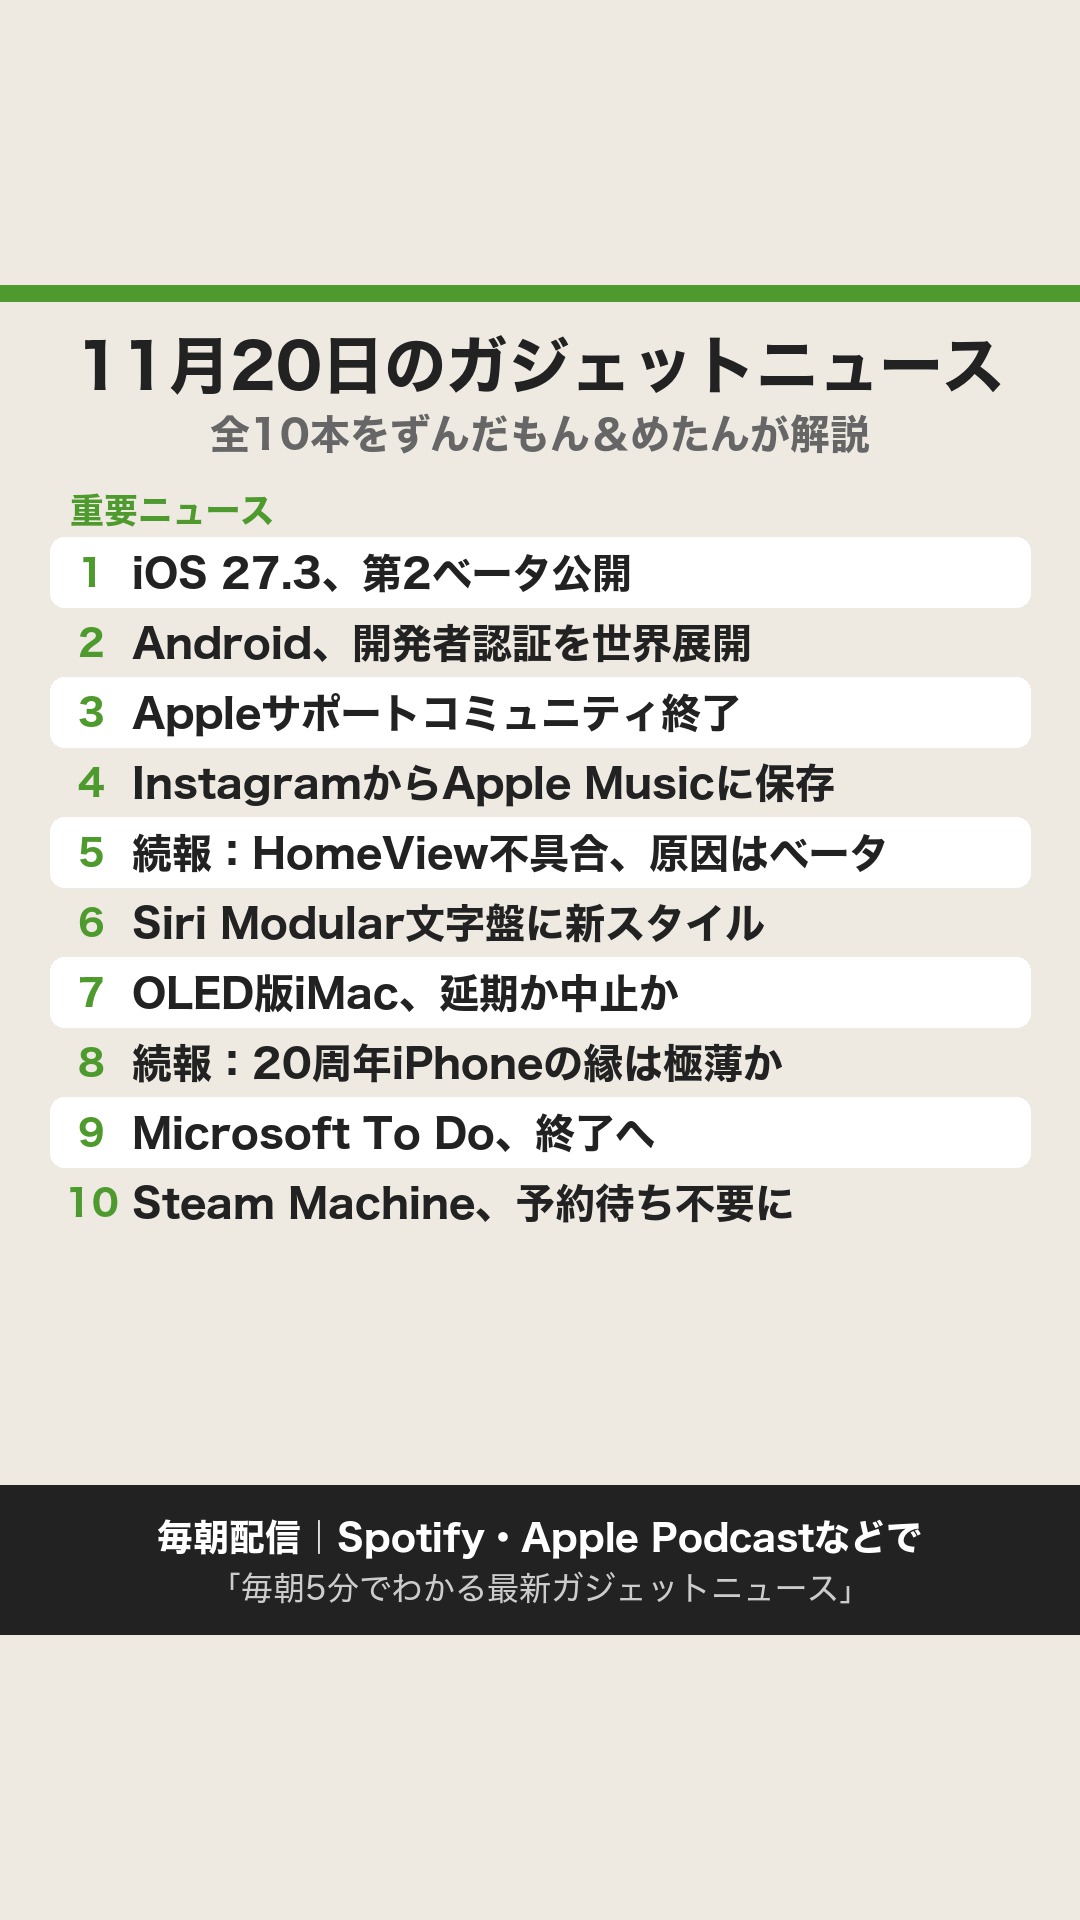 11月20日のガジェットニュース
全10本をずんだもん&めたんが解説
重要ニュース
1 iOS 27.3、第2ベータ公開
2 Android、開発者認証を世界展開
3 Appleサポートコミュニティ終了
4 InstagramからApple Musicに保存
5 続報：HomeView不具合、原因はベータ
6 Siri Modular文字盤に新スタイル
7 OLED版iMac、延期か中止か
8 続報：20周年iPhoneの縁は極薄か
9 Microsoft To Do、終了へ
10 Steam Machine、予約待ち不要に
毎朝配信｜Spotify・Apple Podcastなどで
「毎朝5分でわかる最新ガジェットニュース」